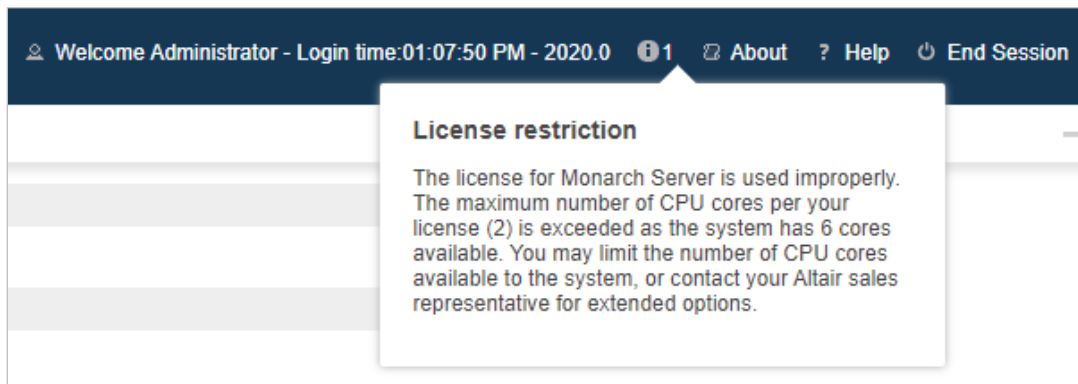 Welcome Administrator - Login time:01:07:50 PM - 2020.0 1 About ? Help End Session
License restriction
The license for Monarch Server is used improperly.
The maximum number of CPU cores per your
license (2) is exceeded as the system has 6 cores
available. You may limit the number of CPU cores
available to the system, or contact your Altair sales
representative for extended options.